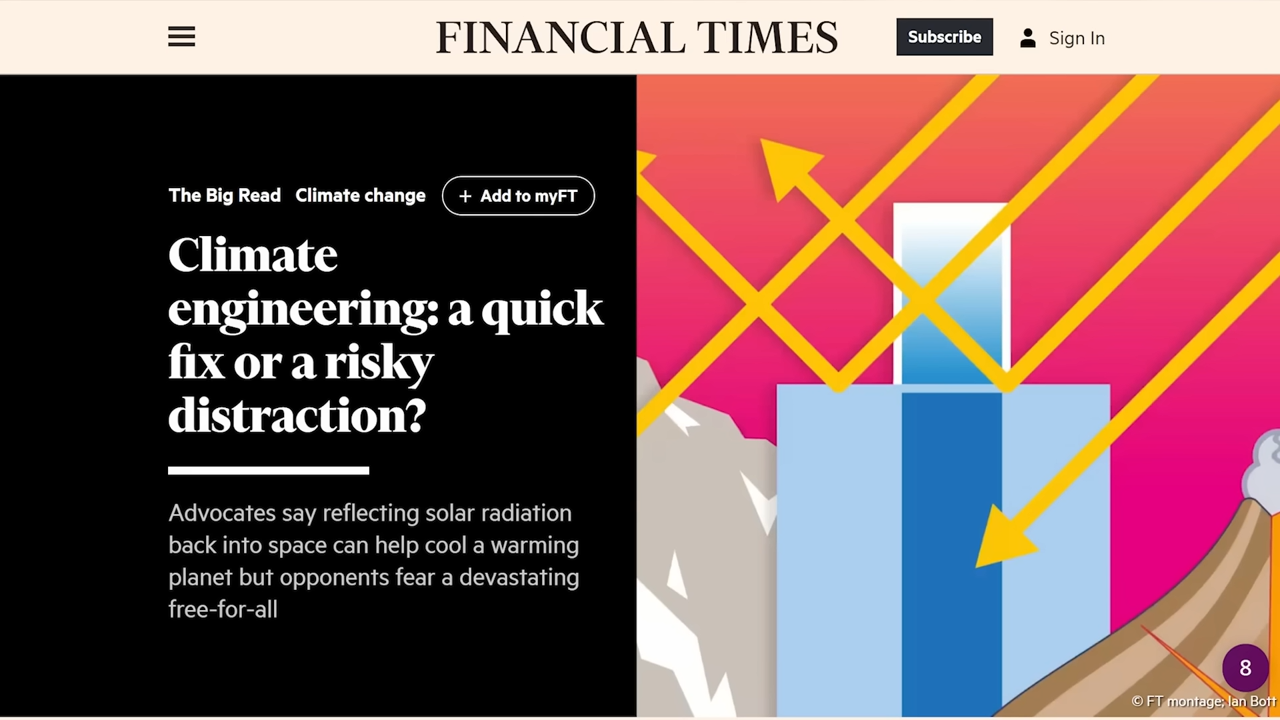 FINANCIAL TIMES
Subscribe
Sign In
The Big Read
Climate change
+ Add to myFT
Climate
engineering: a quick
fix or a risky
distraction?
Advocates say reflecting solar radiation
back into space can help cool a warming
planet but opponents fear a devastating
free-for-all
8
© FT montage; Ian Bott